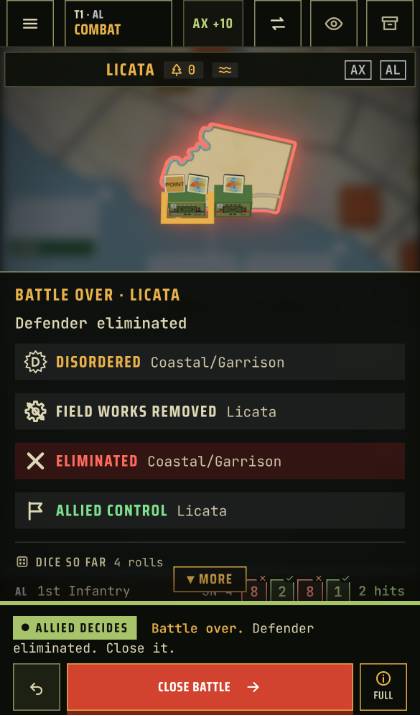 T1 · AL
COMBAT
AX +10
LICATA
0
AX
AL
POINT
BATTLE OVER · LICATA
Defender eliminated
DISORDERED Coastal/Garrison
FIELD WORKS REMOVED Licata
ELIMINATED Coastal/Garrison
ALLIED CONTROL Licata
DICE SO FAR 4 rolls
▼ MORE
AL 1st Infantry
8 2 8 1 2 hits
ALLIED DECIDES Battle over. Defender
eliminated. Close it.
CLOSE BATTLE →
FULL